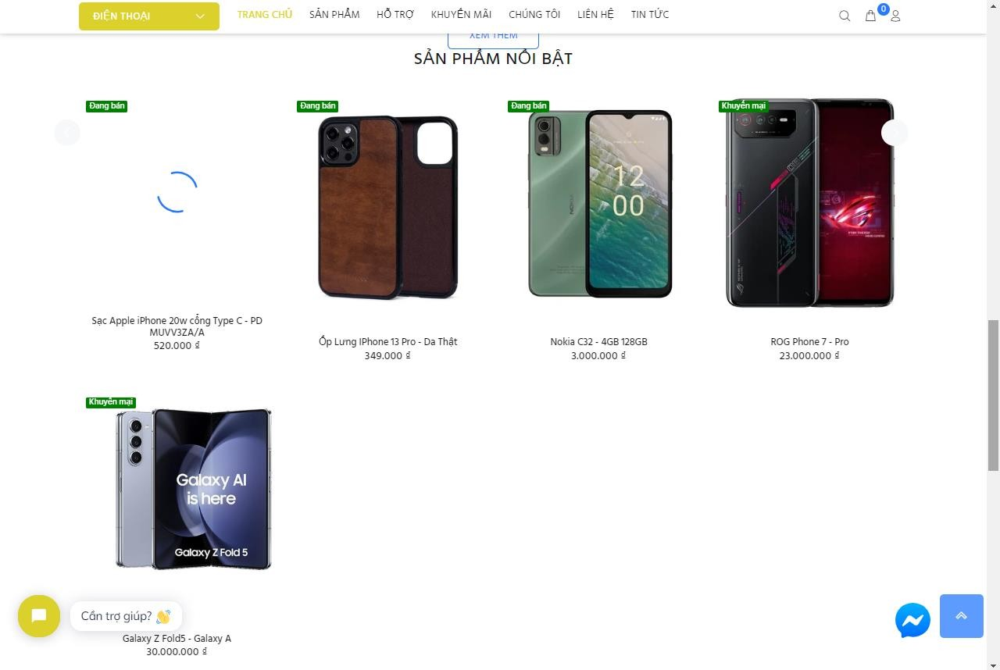 ĐIỆN THOẠI
TRANG CHỦ
SẢN PHẨM
HỖ TRỢ
KHUYẾN MÃI
CHÚNG TÔI
LIÊN HỆ
TIN TỨC
0
XEM THÊM
SẢN PHẨM NỔI BẬT
Đang bán
Đang bán
Đang bán
Khuyến mại
12
00
NOKIA
Sạc Apple iPhone 20w cổng Type C - PD
MUVV3ZA/A
520.000 ₫
Ốp Lưng IPhone 13 Pro - Da Thật
349.000 ₫
Nokia C32 - 4GB 128GB
3.000.000 ₫
ROG Phone 7 - Pro
23.000.000 ₫
Khuyến mại
Galaxy AI
is here
Galaxy Z Fold5
Cần trợ giúp? 👋
Galaxy Z Fold5 - Galaxy A
30.000.000 ₫